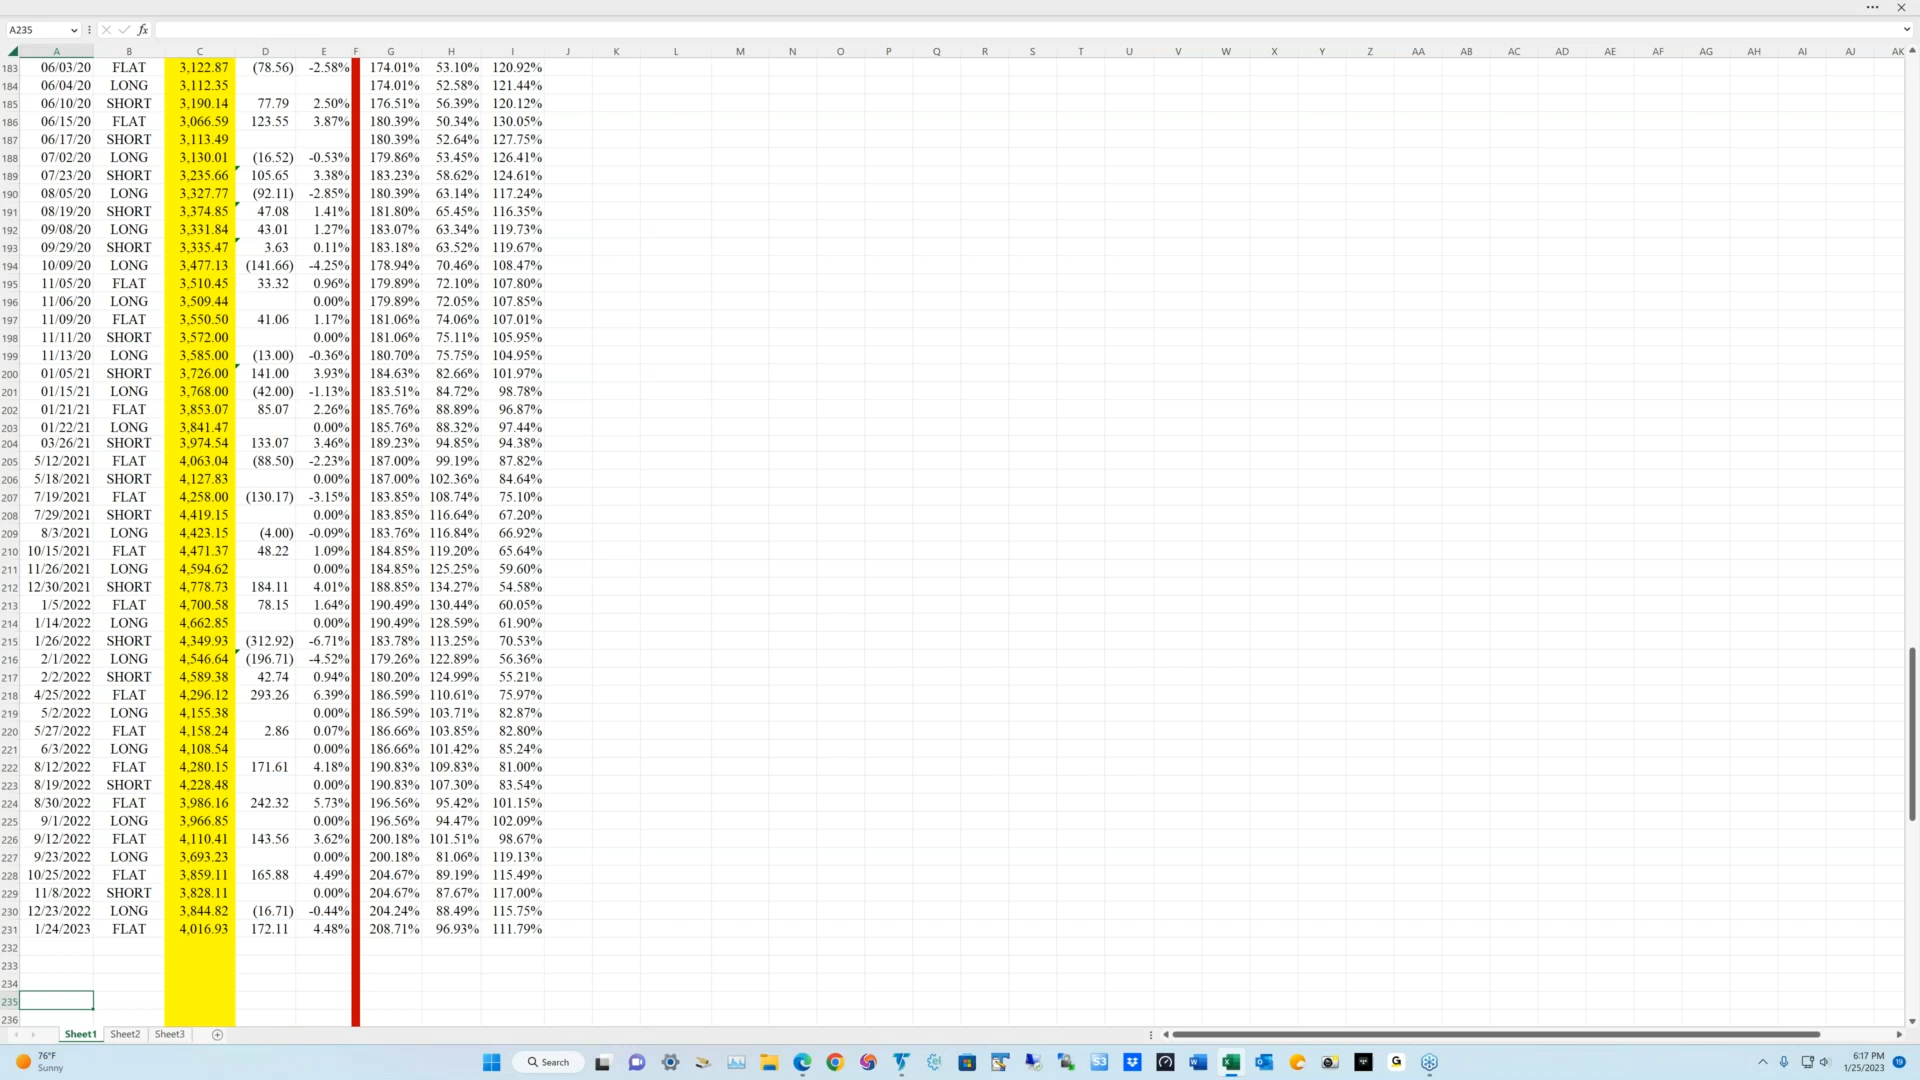 A235
fx
A B C D E F G H I J K L M N O P Q R S T U V W X Y Z AA AB AC AD AE AF AG AH AI AJ AK
183 06/03/20 FLAT 3,122.87 (78.56) -2.58% 174.01% 53.10% 120.92%
184 06/04/20 LONG 3,112.35 174.01% 52.58% 121.44%
185 06/10/20 SHORT 3,190.14 77.79 2.50% 176.51% 56.39% 120.12%
186 06/15/20 FLAT 3,066.59 123.55 3.87% 180.39% 50.34% 130.05%
187 06/17/20 SHORT 3,113.49 180.39% 52.64% 127.75%
188 07/02/20 LONG 3,130.01 (16.52) -0.53% 179.86% 53.45% 126.41%
189 07/23/20 SHORT 3,235.66 105.65 3.38% 183.23% 58.62% 124.61%
190 08/05/20 LONG 3,327.77 (92.11) -2.85% 180.39% 63.14% 117.24%
191 08/19/20 SHORT 3,374.85 47.08 1.41% 181.80% 65.45% 116.35%
192 09/08/20 LONG 3,331.84 43.01 1.27% 183.07% 63.34% 119.73%
193 09/29/20 SHORT 3,335.47 3.63 0.11% 183.18% 63.52% 119.67%
194 10/09/20 LONG 3,477.13 (141.66) -4.25% 178.94% 70.46% 108.47%
195 11/05/20 FLAT 3,510.45 33.32 0.96% 179.89% 72.10% 107.80%
196 11/06/20 LONG 3,509.44 0.00% 179.89% 72.05% 107.85%
197 11/09/20 FLAT 3,550.50 41.06 1.17% 181.06% 74.06% 107.01%
198 11/11/20 SHORT 3,572.00 0.00% 181.06% 75.11% 105.95%
199 11/13/20 LONG 3,585.00 (13.00) -0.36% 180.70% 75.75% 104.95%
200 01/05/21 SHORT 3,726.00 141.00 3.93% 184.63% 82.66% 101.97%
201 01/15/21 LONG 3,768.00 (42.00) -1.13% 183.51% 84.72% 98.78%
202 01/21/21 FLAT 3,853.07 85.07 2.26% 185.76% 88.89% 96.87%
203 01/22/21 LONG 3,841.47 0.00% 185.76% 88.32% 97.44%
204 03/26/21 SHORT 3,974.54 133.07 3.46% 189.23% 94.85% 94.38%
205 5/12/2021 FLAT 4,063.04 (88.50) -2.23% 187.00% 99.19% 87.82%
206 5/18/2021 SHORT 4,127.83 0.00% 187.00% 102.36% 84.64%
207 7/19/2021 FLAT 4,258.00 (130.17) -3.15% 183.85% 108.74% 75.10%
208 7/29/2021 SHORT 4,419.15 0.00% 183.85% 116.64% 67.20%
209 8/3/2021 LONG 4,423.15 (4.00) -0.09% 183.76% 116.84% 66.92%
210 10/15/2021 FLAT 4,471.37 48.22 1.09% 184.85% 119.20% 65.64%
211 11/26/2021 LONG 4,594.62 0.00% 184.85% 125.25% 59.60%
212 12/30/2021 SHORT 4,778.73 184.11 4.01% 188.85% 134.27% 54.58%
213 1/5/2022 FLAT 4,700.58 78.15 1.64% 190.49% 130.44% 60.05%
214 1/14/2022 LONG 4,662.85 0.00% 190.49% 128.59% 61.90%
215 1/26/2022 SHORT 4,349.93 (312.92) -6.71% 183.78% 113.25% 70.53%
216 2/1/2022 LONG 4,546.64 (196.71) -4.52% 179.26% 122.89% 56.36%
217 2/2/2022 SHORT 4,589.38 42.74 0.94% 180.20% 124.99% 55.21%
218 4/25/2022 FLAT 4,296.12 293.26 6.39% 186.59% 110.61% 75.97%
219 5/2/2022 LONG 4,155.38 0.00% 186.59% 103.71% 82.87%
220 5/27/2022 FLAT 4,158.24 2.86 0.07% 186.66% 103.85% 82.80%
221 6/3/2022 LONG 4,108.54 0.00% 186.66% 101.42% 85.24%
222 8/12/2022 FLAT 4,280.15 171.61 4.18% 190.83% 109.83% 81.00%
223 8/19/2022 SHORT 4,228.48 0.00% 190.83% 107.30% 83.54%
224 8/30/2022 FLAT 3,986.16 242.32 5.73% 196.56% 95.42% 101.15%
225 9/1/2022 LONG 3,966.85 0.00% 196.56% 94.47% 102.09%
226 9/12/2022 FLAT 4,110.41 143.56 3.62% 200.18% 101.51% 98.67%
227 9/23/2022 LONG 3,693.23 0.00% 200.18% 81.06% 119.13%
228 10/25/2022 FLAT 3,859.11 165.88 4.49% 204.67% 89.19% 115.49%
229 11/8/2022 SHORT 3,828.11 0.00% 204.67% 87.67% 117.00%
230 12/23/2022 LONG 3,844.82 (16.71) -0.44% 204.24% 88.49% 115.75%
231 1/24/2023 FLAT 4,016.93 172.11 4.48% 208.71% 96.93% 111.79%
232
233
234
235
236
Sheet1 Sheet2 Sheet3
76°F
Sunny
Search
S3
G
6:17 PM
1/25/2023
19